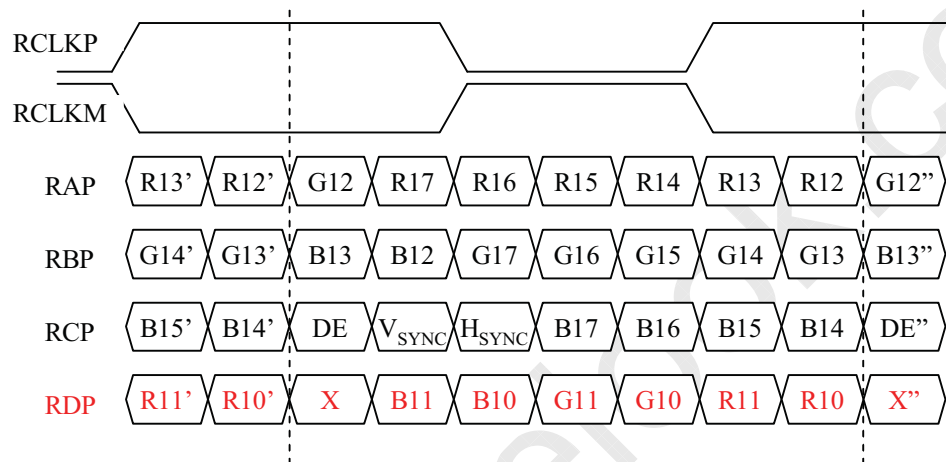 RCLKP
RCLKM
RAP R13’ R12’ G12 R17 R16 R15 R14 R13 R12 G12”
RBP G14’ G13’ B13 B12 G17 G16 G15 G14 G13 B13”
RCP B15’ B14’ DE VSYNC HSYNC B17 B16 B15 B14 DE”
RDP R11’ R10’ X B11 B10 G11 G10 R11 R10 X”